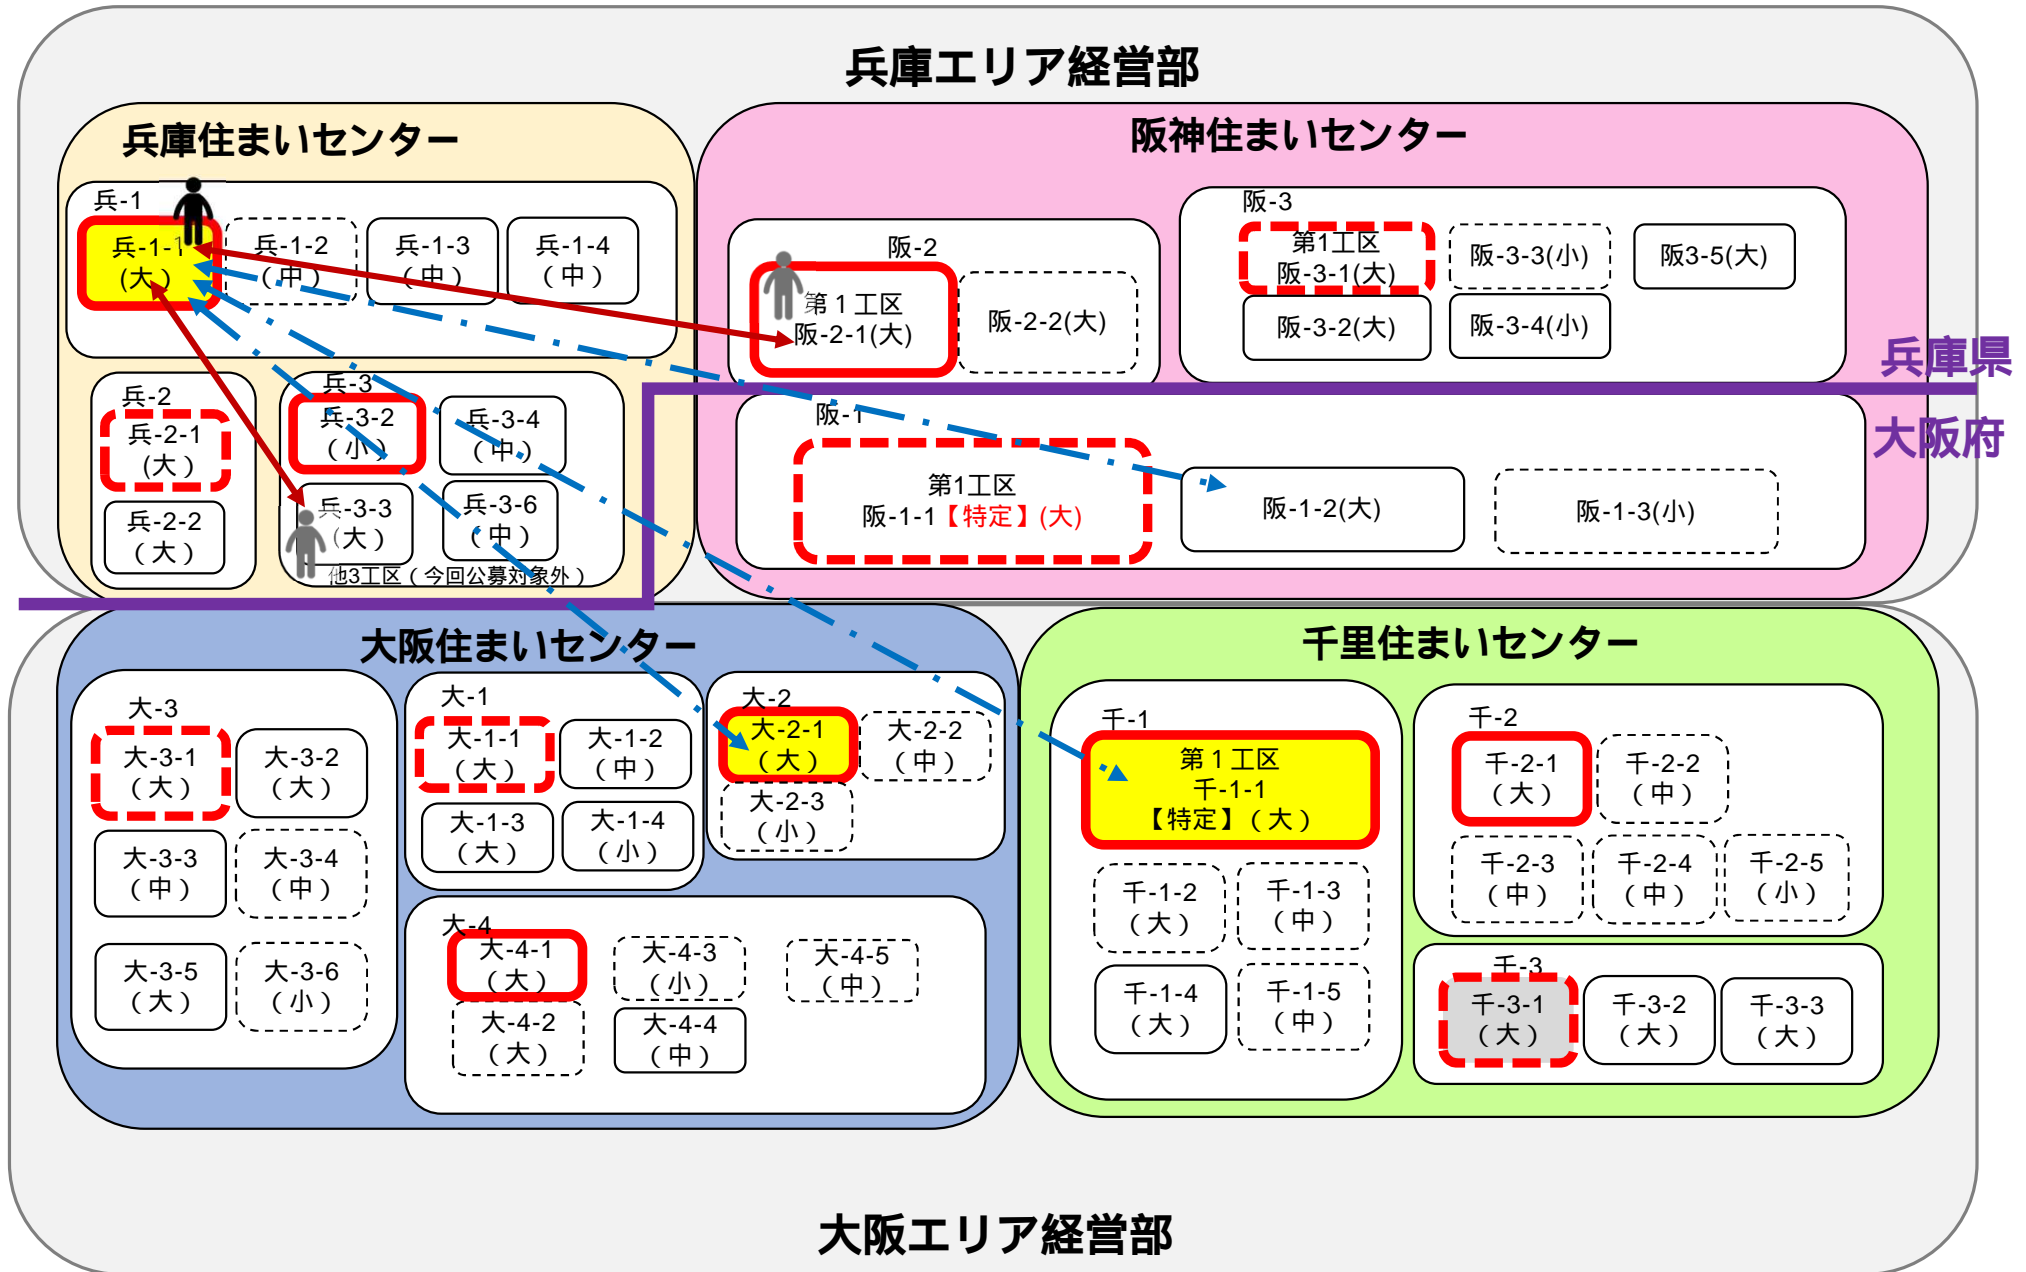 兵庫エリア経営部
兵庫住まいセンター
兵-1
兵-1-1
(大)
兵-1-2
（中）
兵-1-3
（中）
兵-1-4
（中）
兵-2
兵-2-1
(大)
兵-2-2
（大）
兵-3
兵-3-2
（小）
兵-3-4
（中）
兵-3-3
（大）
兵-3-6
（中）
他3工区（今回公募対象外）
阪神住まいセンター
阪-2
第１工区
阪-2-1(大)
阪-2-2(大)
阪-3
第1工区
阪-3-1(大)
阪-3-3(小)
阪3-5(大)
阪-3-2(大)
阪-3-4(小)
兵庫県
大阪府
阪-1
第1工区
阪-1-1【特定】(大)
阪-1-2(大)
阪-1-3(小)
大阪住まいセンター
大-3
大-3-1
（大）
大-3-2
（大）
大-3-3
（中）
大-3-4
（中）
大-3-5
（大）
大-3-6
（小）
大-1
大-1-1
（大）
大-1-2
（中）
大-1-3
（大）
大-1-4
（小）
大-2
大-2-1
（大）
大-2-2
（中）
大-2-3
（小）
大-4
大-4-1
（大）
大-4-3
（小）
大-4-5
（中）
大-4-2
（大）
大-4-4
（中）
千里住まいセンター
千-1
第１工区
千-1-1
【特定】（大）
千-1-2
（大）
千-1-3
（中）
千-1-4
（大）
千-1-5
（中）
千-2
千-2-1
（大）
千-2-2
（中）
千-2-3
（中）
千-2-4
（中）
千-2-5
（小）
千-3
千-3-1
（大）
千-3-2
（大）
千-3-3
（大）
大阪エリア経営部